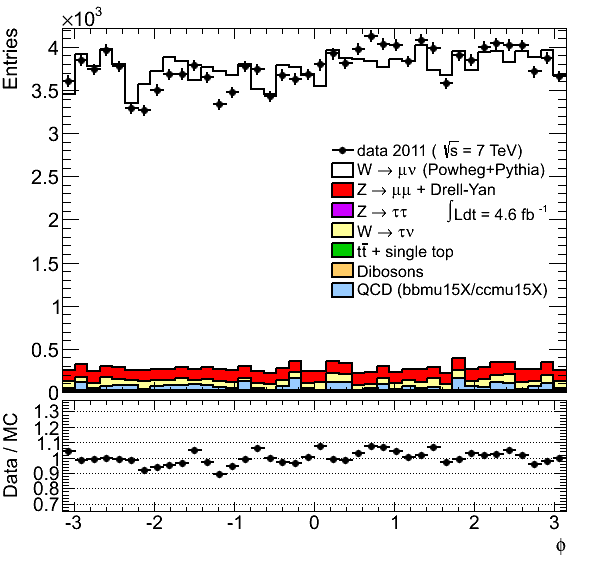 ×10³
Entries
4
3.5
3
2.5
2
1.5
1
0.5
0
data 2011 ( √s = 7 TeV)
W → μν (Powheg+Pythia)
Z → μμ + Drell-Yan
Z → ττ
∫Ldt = 4.6 fb⁻¹
W → τν
tt̄ + single top
Dibosons
QCD (bbmu15X/ccmu15X)
Data / MC
1.3
1.2
1.1
1
0.9
0.8
0.7
-3 -2 -1 0 1 2 3
ϕ